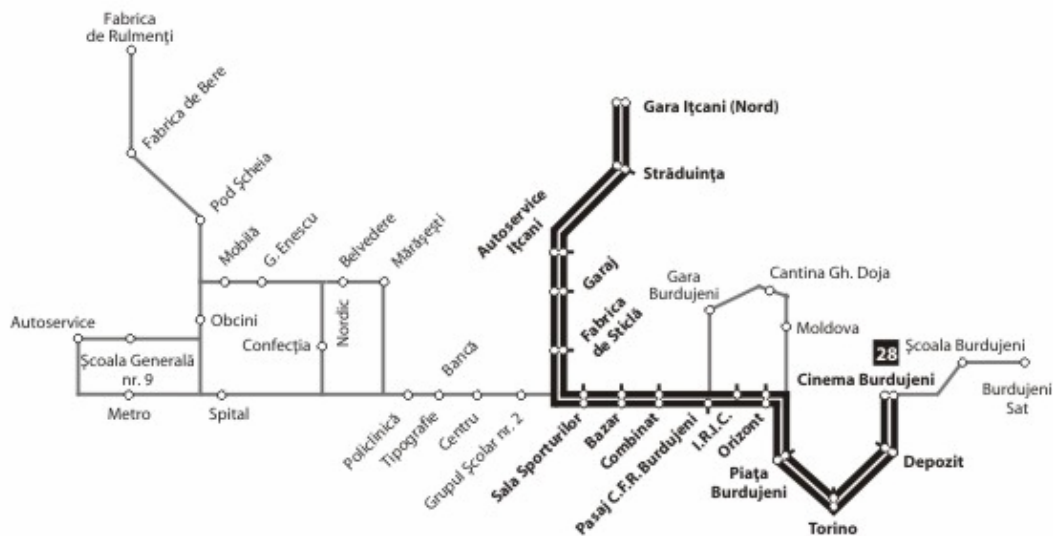 Fabrica
de Rulmenți
Fabrica de Bere
Pod Șcheia
Mobilă
G. Enescu
Belvedere
Mărășești
Autoservice
Școala Generală
nr. 9
Obcini
Confecția
Nordic
Metro
Spital
Policlinică
Tipografie
Bancă
Centru
Grupul Școlar nr. 2
Gara Ițcani (Nord)
Străduința
Autoservice
Ițcani
Garaj
Fabrica
de Sticlă
Sala Sporturilor
Bazar
Combinat
Pasaj C.F.R. Burdujeni
I.R.I.C.
Orizont
Gara
Burdujeni
Cantina Gh. Doja
Moldova
Piața
Burdujeni
Torino
Depozit
28
Cinema Burdujeni
Școala Burdujeni
Burdujeni
Sat